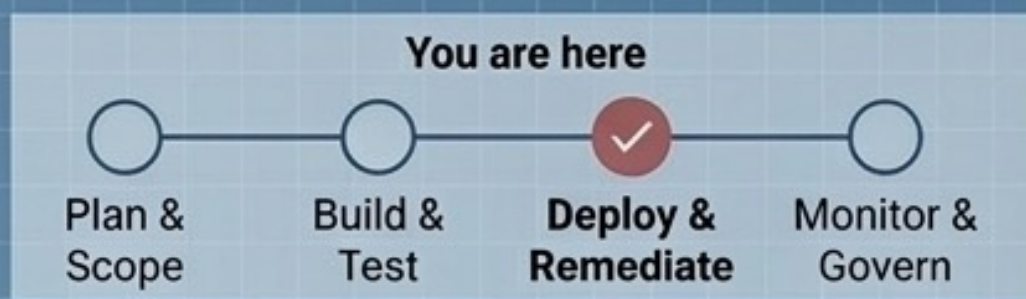 You are here
Plan &
Scope
Build &
Test
Deploy &
Remediate
Monitor &
Govern